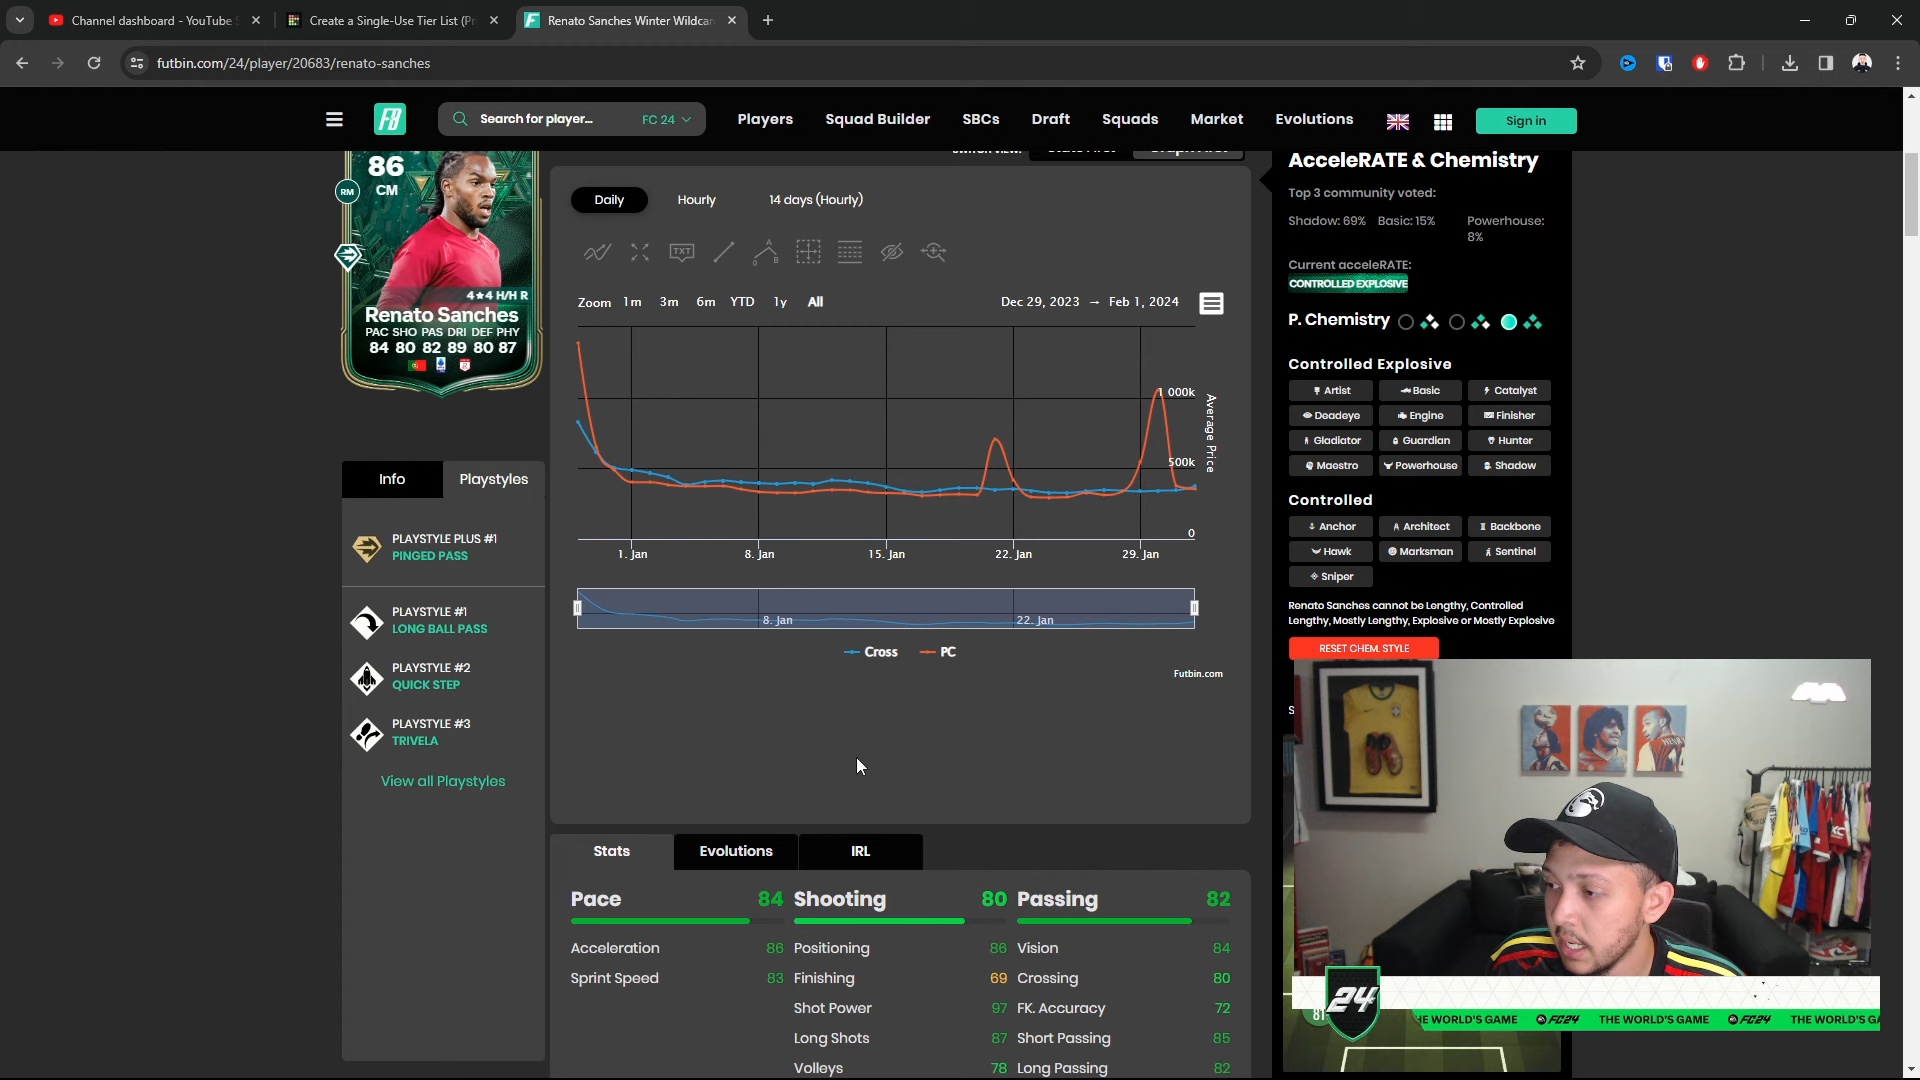 Channel dashboard - YouTube
Create a Single-Use Tier List (Pr
Renato Sanches Winter Wildcar
futbin.com/24/player/20683/renato-sanches
Search for player...
FC 24
Players
Squad Builder
SBCs
Draft
Squads
Market
Evolutions
Sign in
86
CM
RM
4★4 H/H R
Renato Sanches
PAC SHO PAS DRI DEF PHY
84 80 82 89 80 87
Info
Playstyles
PLAYSTYLE PLUS #1
PINGED PASS
PLAYSTYLE #1
LONG BALL PASS
PLAYSTYLE #2
QUICK STEP
PLAYSTYLE #3
TRIVELA
View all Playstyles
Daily
Hourly
14 days (Hourly)
TXT
Zoom 1m 3m 6m YTD 1y All
Dec 29, 2023 → Feb 1, 2024
1 000k
500k
0
Average Price
1. Jan
8. Jan
15. Jan
22. Jan
29. Jan
8. Jan
22. Jan
Cross
PC
Futbin.com
Stats
Evolutions
IRL
Pace 84
Acceleration 86
Sprint Speed 83
Shooting 80
Positioning 86
Finishing 69
Shot Power 97
Long Shots 87
Volleys 78
Passing 82
Vision 84
Crossing 80
FK. Accuracy 72
Short Passing 85
Long Passing 82
AcceleRATE & Chemistry
Top 3 community voted:
Shadow: 69% Basic: 15% Powerhouse:
8%
Current acceleRATE:
CONTROLLED EXPLOSIVE
P. Chemistry
Controlled Explosive
Artist Basic Catalyst
Deadeye Engine Finisher
Gladiator Guardian Hunter
Maestro Powerhouse Shadow
Controlled
Anchor Architect Backbone
Hawk Marksman Sentinel
Sniper
Renato Sanches cannot be Lengthy, Controlled
Lengthy, Mostly Lengthy, Explosive or Mostly Explosive
RESET CHEM. STYLE
HENRY
24
81
HE WORLD'S GAME FC24 THE WORLD'S GAME FC24 THE WORLD'S GA